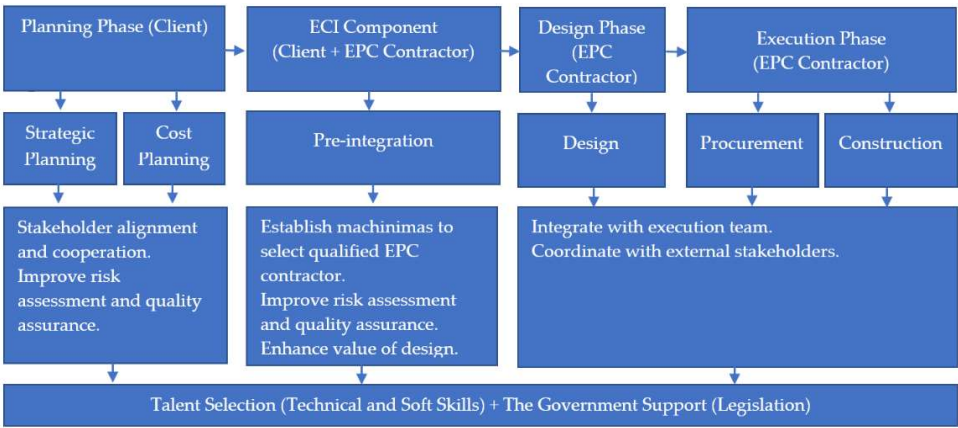 Planning Phase (Client)
ECI Component
(Client + EPC Contractor)
Design Phase
(EPC
Contractor)
Execution Phase
(EPC Contractor)
Strategic
Planning
Cost
Planning
Pre-integration
Design
Procurement
Construction
Stakeholder alignment
and cooperation.
Improve risk
assessment and quality
assurance.
Establish machinimas to
select qualified EPC
contractor.
Improve risk assessment
and quality assurance.
Enhance value of design.
Integrate with execution team.
Coordinate with external stakeholders.
Talent Selection (Technical and Soft Skills) + The Government Support (Legislation)